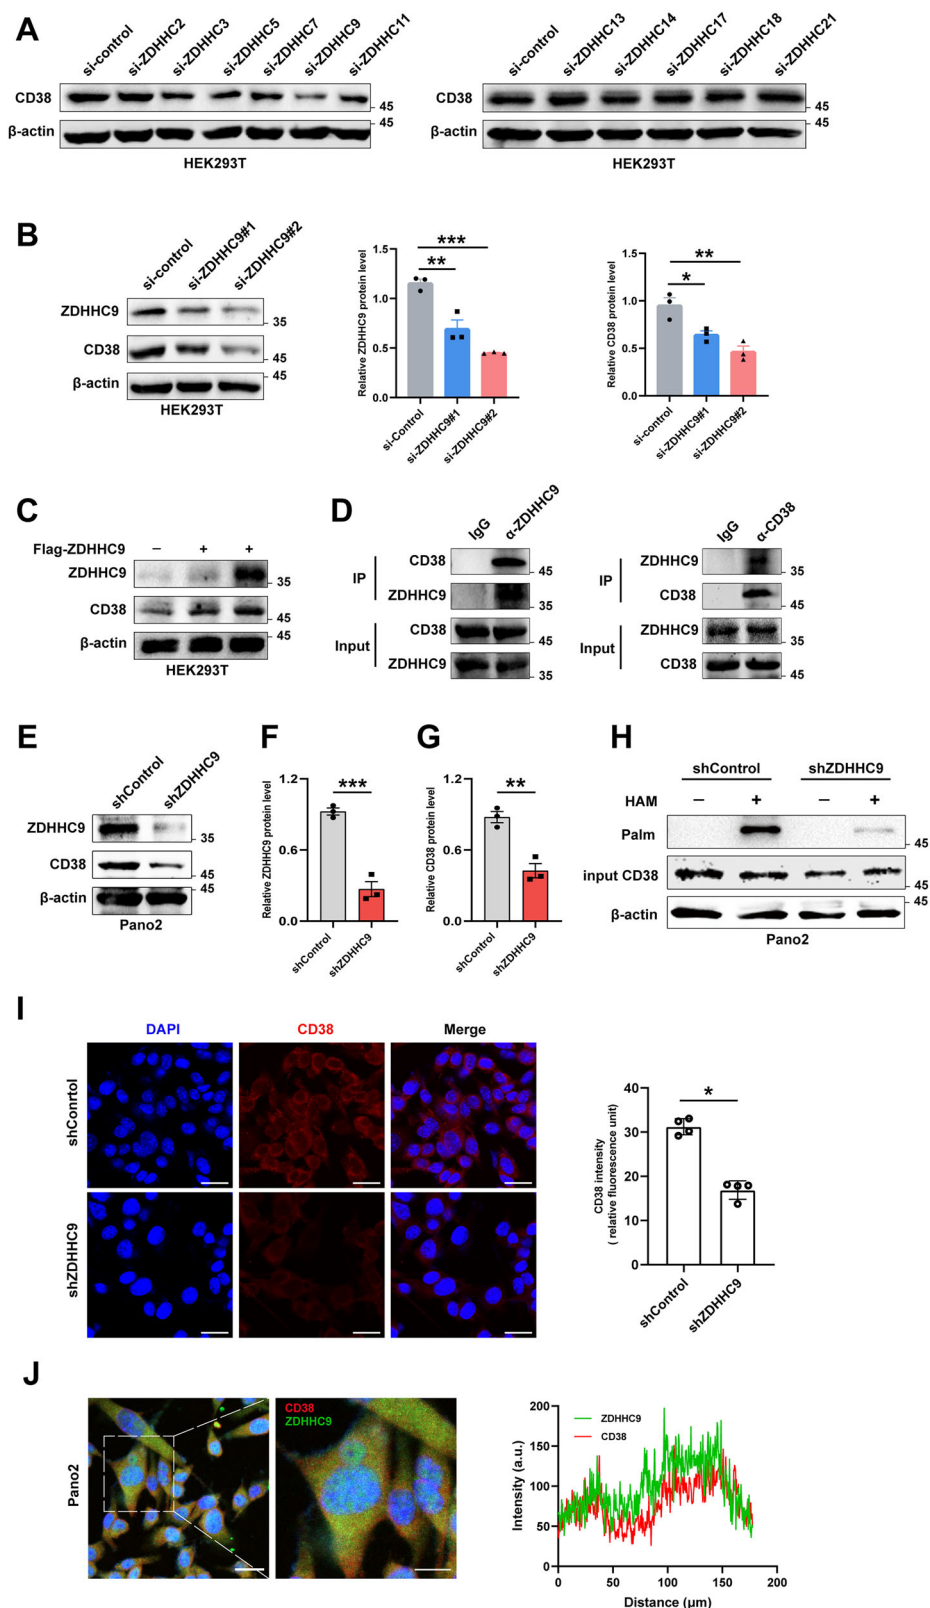 A
si-control si-ZDHHC2 si-ZDHHC3 si-ZDHHC5 si-ZDHHC7 si-ZDHHC9 si-ZDHHC11
CD38
45
β-actin
45
HEK293T
si-control si-ZDHHC13 si-ZDHHC14 si-ZDHHC17 si-ZDHHC18 si-ZDHHC21
CD38
45
β-actin
45
HEK293T
B
si-control si-ZDHHC9#1 si-ZDHHC9#2
ZDHHC9
35
CD38
45
β-actin
45
HEK293T
Relative ZDHHC9 protein level
1.5
1.0
0.5
0.0
***
**
si-Control si-ZDHHC9#1 si-ZDHHC9#2
Relative CD38 protein level
1.5
1.0
0.5
0.0
**
*
si-control si-ZDHHC9#1 si-ZDHHC9#2
C
Flag-ZDHHC9 – + +
ZDHHC9
35
CD38
45
β-actin
45
HEK293T
D
IgG α-ZDHHC9
IP
CD38
45
ZDHHC9
35
Input
CD38
45
ZDHHC9
35
IgG α-CD38
IP
ZDHHC9
35
CD38
45
Input
ZDHHC9
35
CD38
45
E
shControl shZDHHC9
ZDHHC9
35
CD38
45
β-actin
45
Pano2
F
Relative ZDHHC9 protein level
1.2
0.6
0.0
***
shControl shZDHHC9
G
Relative CD38 protein level
1.2
0.6
0.0
**
shControl shZDHHC9
H
shControl shZDHHC9
HAM – + – +
Palm
45
input CD38
45
β-actin
45
Pano2
I
DAPI CD38 Merge
shConrtol
shZDHHC9
CD38 intensity
( relative fluorescence unit)
40
30
20
10
0
*
shControl shZDHHC9
J
Pano2
CD38
ZDHHC9
Intensity (a.u.)
200
150
100
50
0
ZDHHC9
CD38
0 50 100 150 200
Distance (μm)